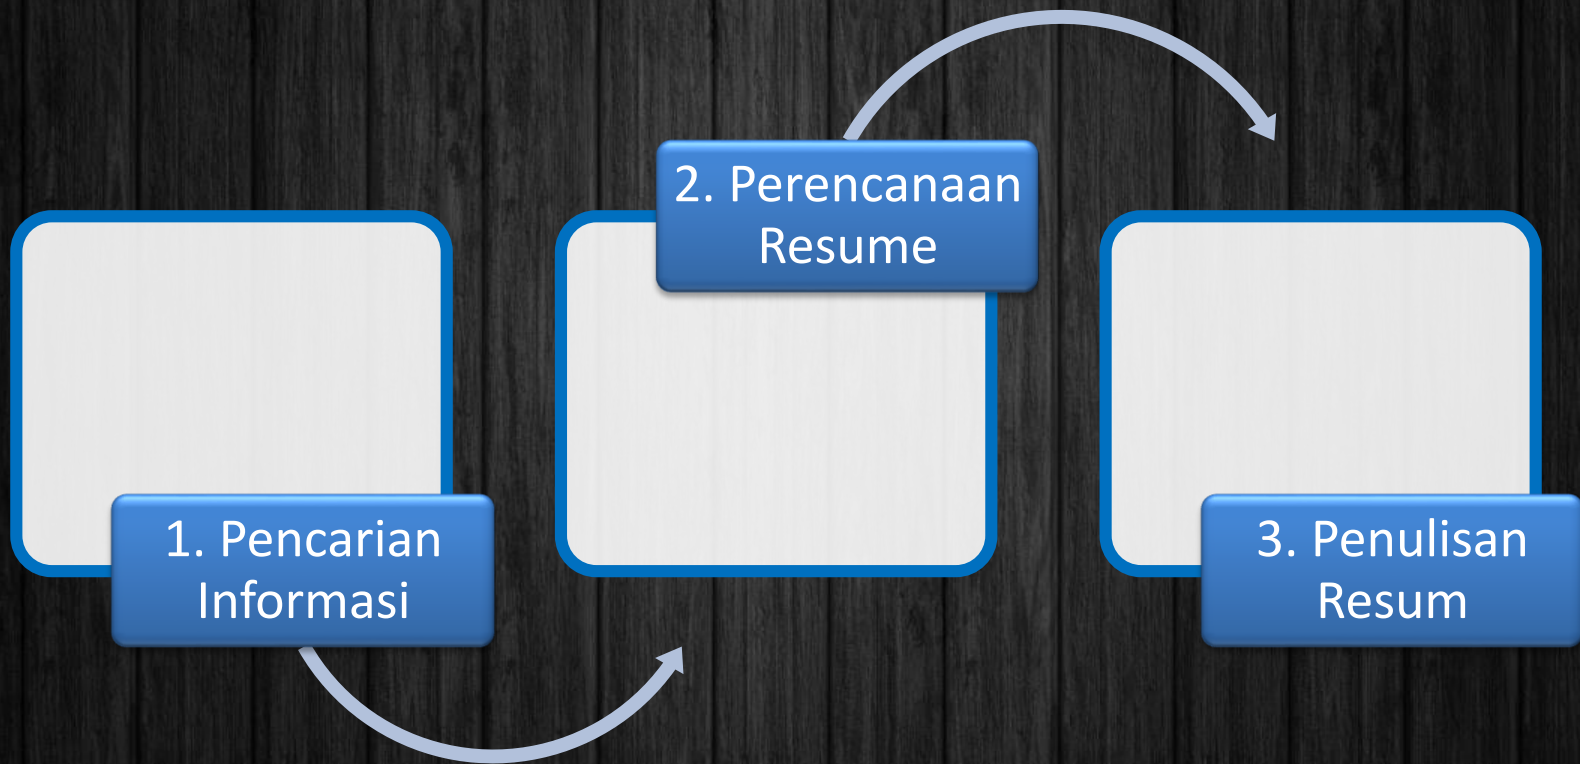 1. Pencarian
Informasi
2. Perencanaan
Resume
3. Penulisan
Resum